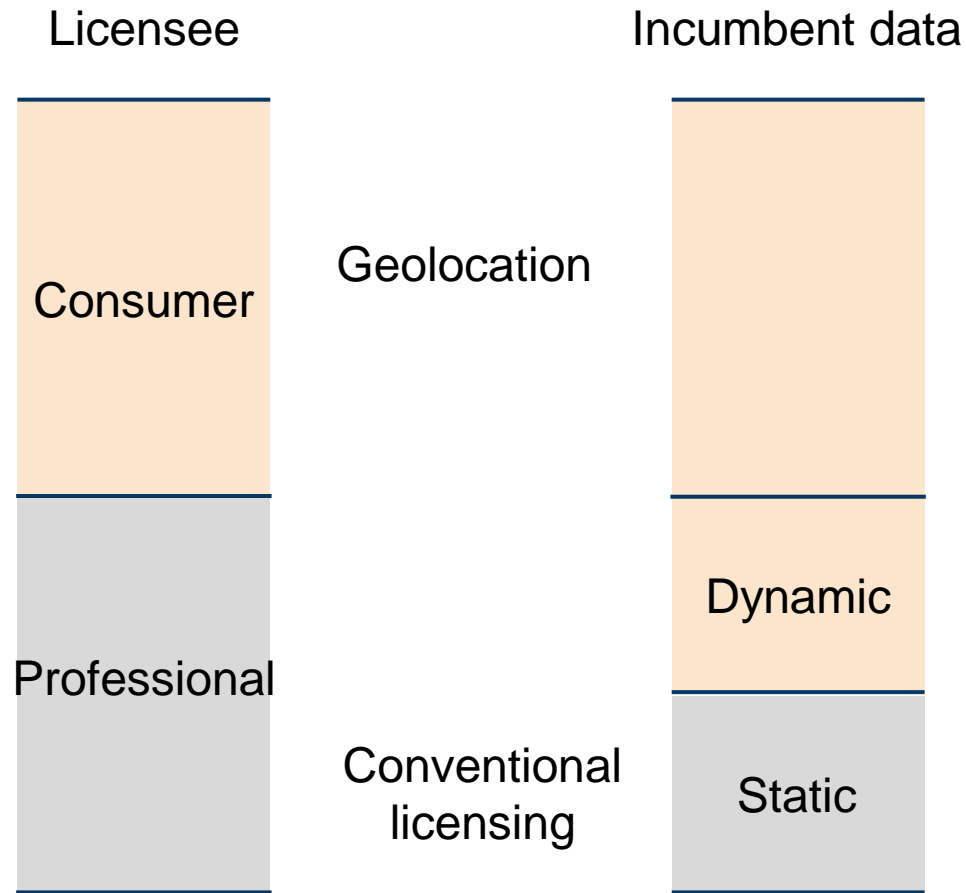 Licensee
Incumbent data
Geolocation
Consumer
Dynamic
Professional
Conventional
licensing
Static